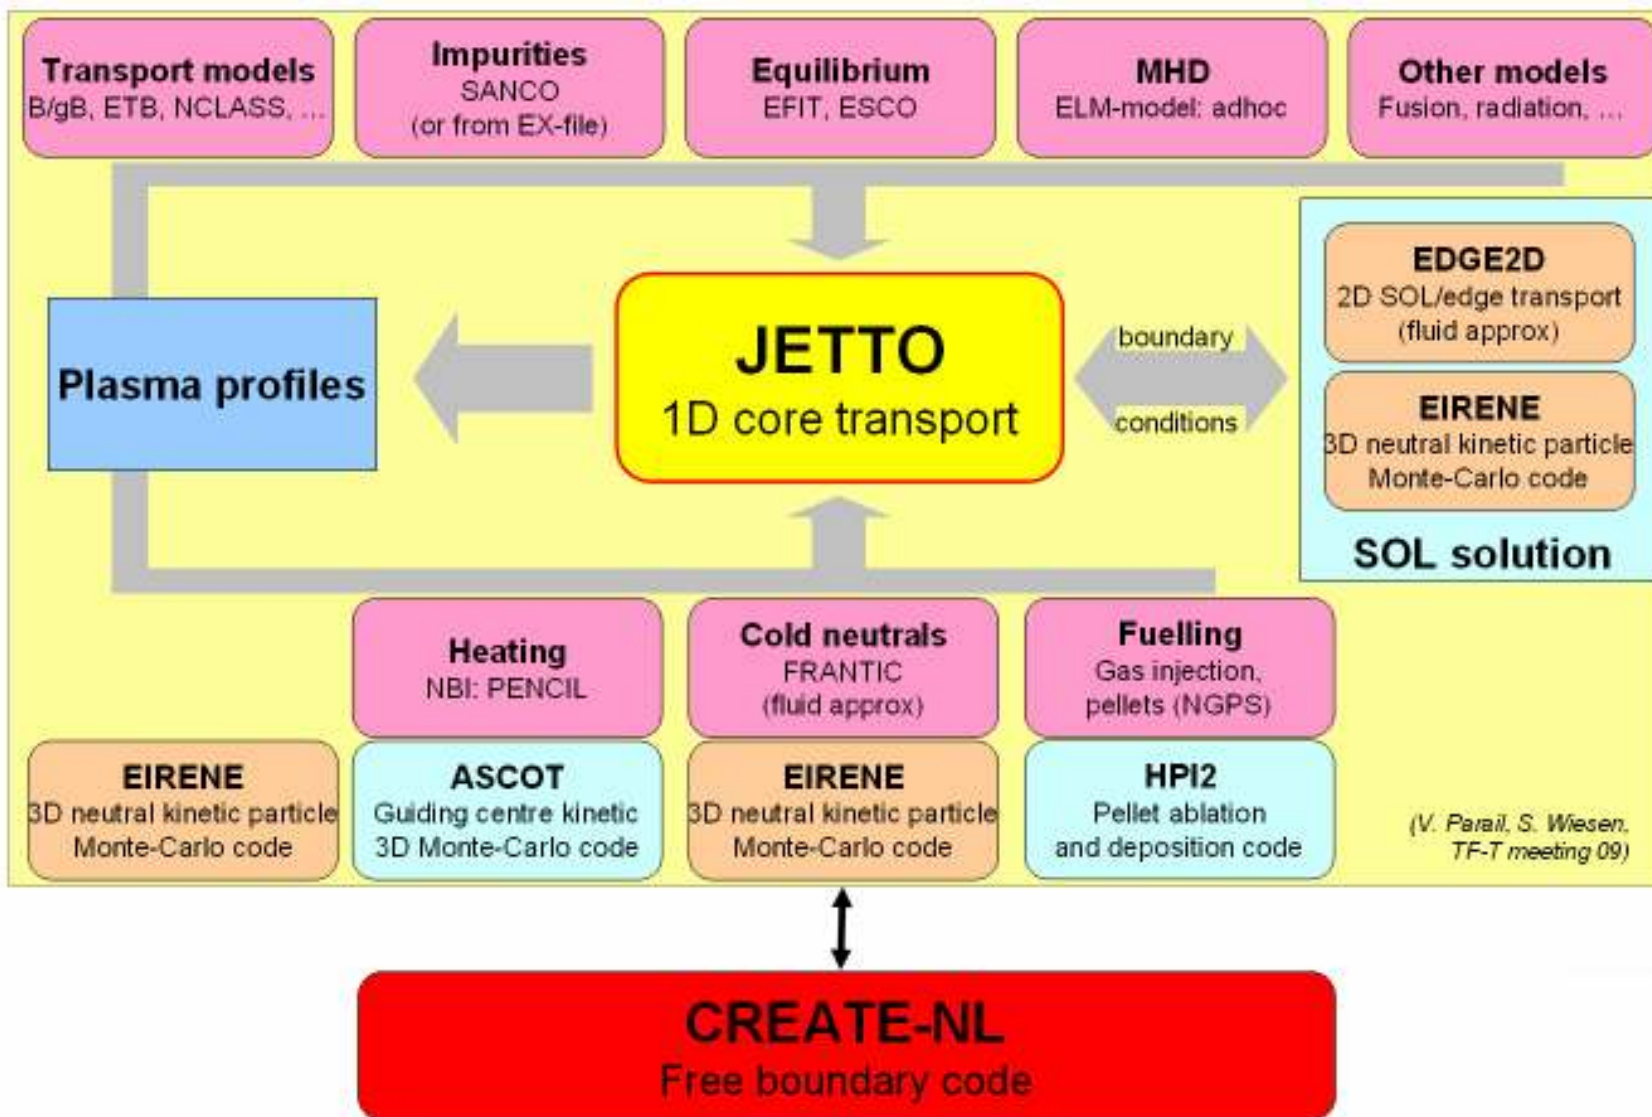 Transport models
B/gB, ETB, NCLASS, ...
Impurities
SANCO
(or from EX-file)
Equilibrium
EFIT, ESCO
MHD
ELM-model: adhoc
Other models
Fusion, radiation, ...
Plasma profiles
JETTO
1D core transport
boundary
conditions
EDGE2D
2D SOL/edge transport
(fluid approx)
EIRENE
3D neutral kinetic particle
Monte-Carlo code
SOL solution
Heating
NBI: PENCIL
Cold neutrals
FRANTIC
(fluid approx)
Fuelling
Gas injection,
pellets (NGPS)
EIRENE
3D neutral kinetic particle
Monte-Carlo code
ASCOT
Guiding centre kinetic
3D Monte-Carlo code
EIRENE
3D neutral kinetic particle
Monte-Carlo code
HPI2
Pellet ablation
and deposition code
(V. Parail, S. Wiesen,
TF-T meeting 09)
CREATE-NL
Free boundary code